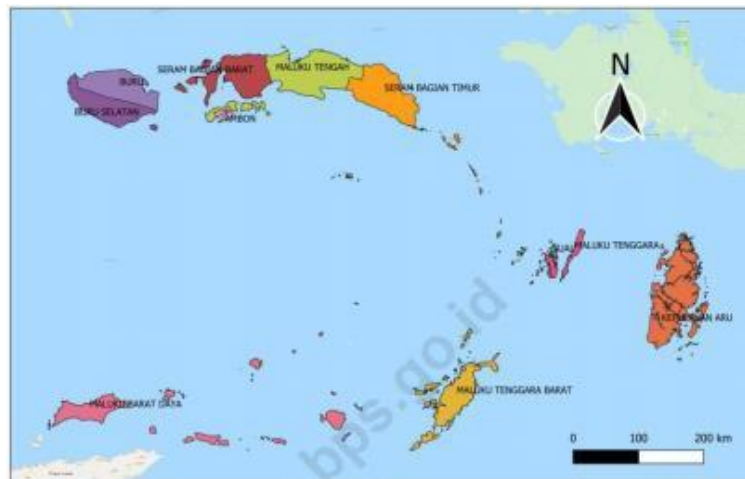 N
SERAM BAGIAN BARAT
MALUKU TENGAH
BURU
SERAM BAGIAN TIMUR
BURU SELATAN
AMBON
TUAL
MALUKU TENGGARA
KEPULAUAN ARU
MALUKU TENGGARA BARAT
MALUKU BARAT DAYA
0 100 200 km
bps.go.id